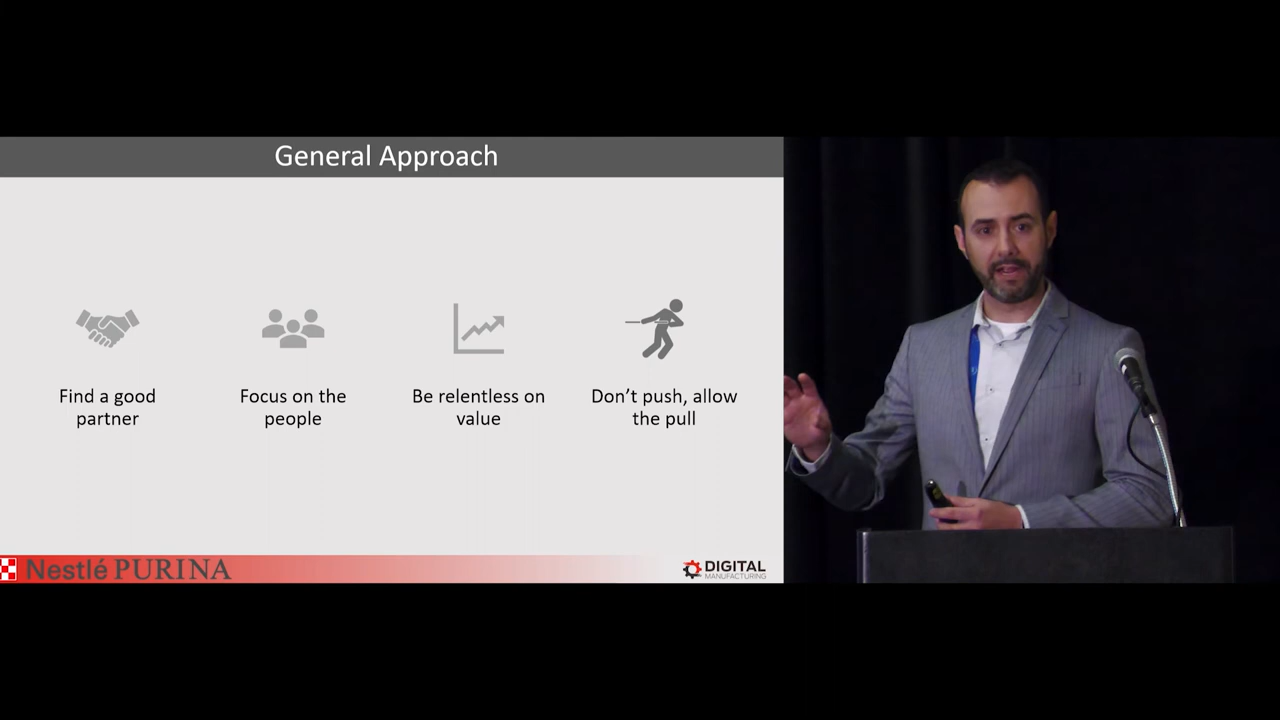 General Approach
Find a good
partner
Focus on the
people
Be relentless on
value
Don’t push, allow
the pull
Nestlé PURINA
DIGITAL
MANUFACTURING